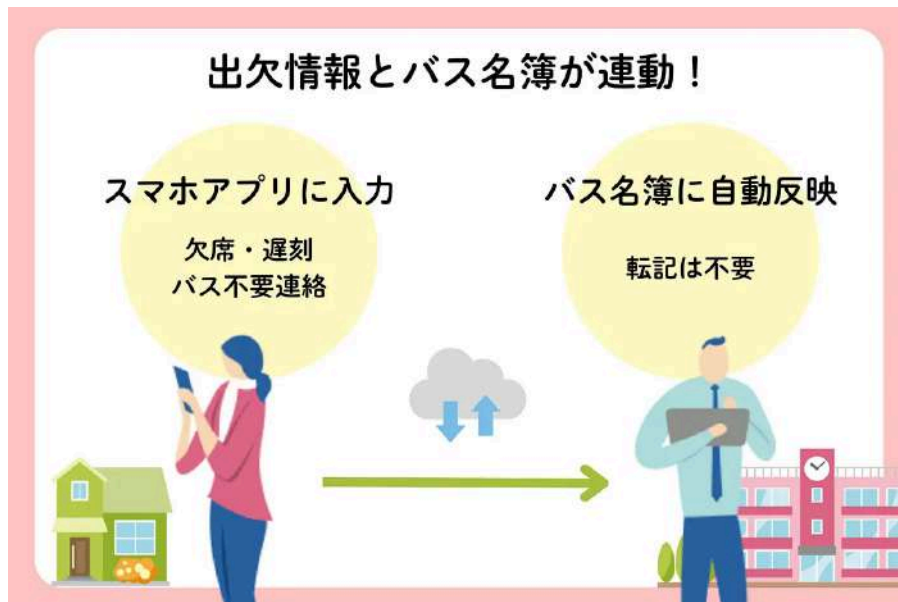 出欠情報とバス名簿が連動！
スマホアプリに入力
欠席・遅刻
バス不要連絡
バス名簿に自動反映
転記は不要